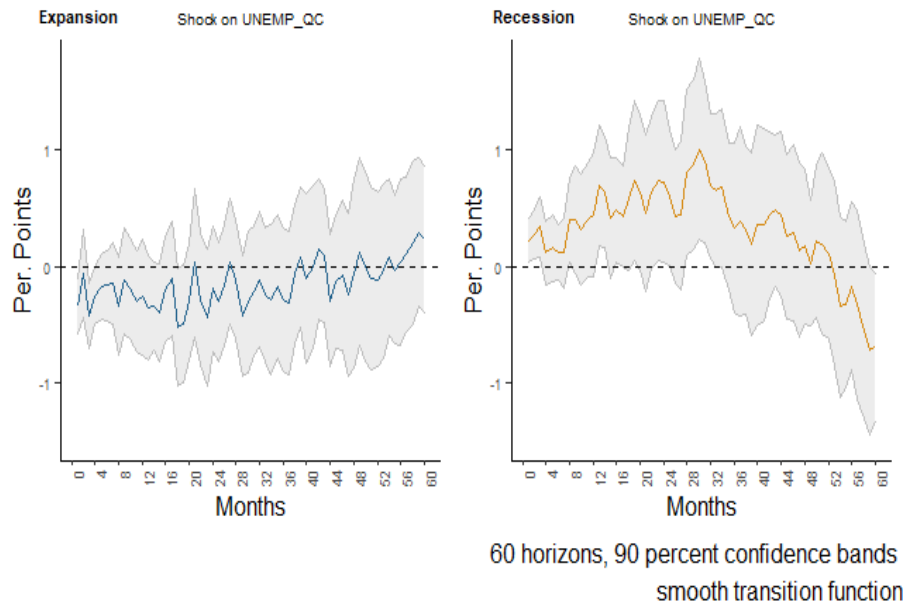 Expansion
Shock on UNEMP_QC
Per. Points
1
0
-1
0 4 8 12 16 20 24 28 32 36 40 44 48 52 56 60
Months
Recession
Shock on UNEMP_QC
Per. Points
1
0
-1
0 4 8 12 16 20 24 28 32 36 40 44 48 52 56 60
Months
60 horizons, 90 percent confidence bands
smooth transition function